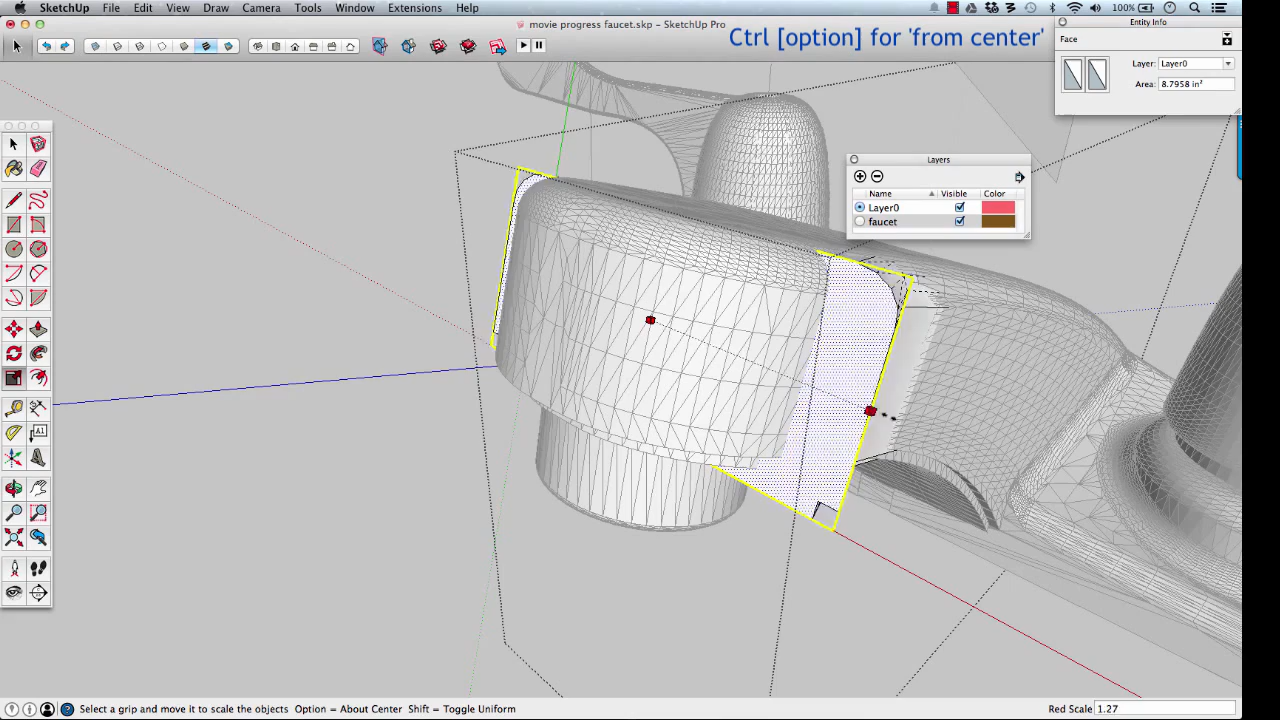 SketchUp File Edit View Draw Camera Tools Window Extensions Help 100%
movie progress faucet.skp - SketchUp Pro
Ctrl [option] for 'from center'
Entity Info
Face
Layer: Layer0
Area: 8.7958 in²
Layers
Name Visible Color
Layer0
faucet
A1
Select a grip and move it to scale the objects Option = About Center Shift = Toggle Uniform
Red Scale 1.27